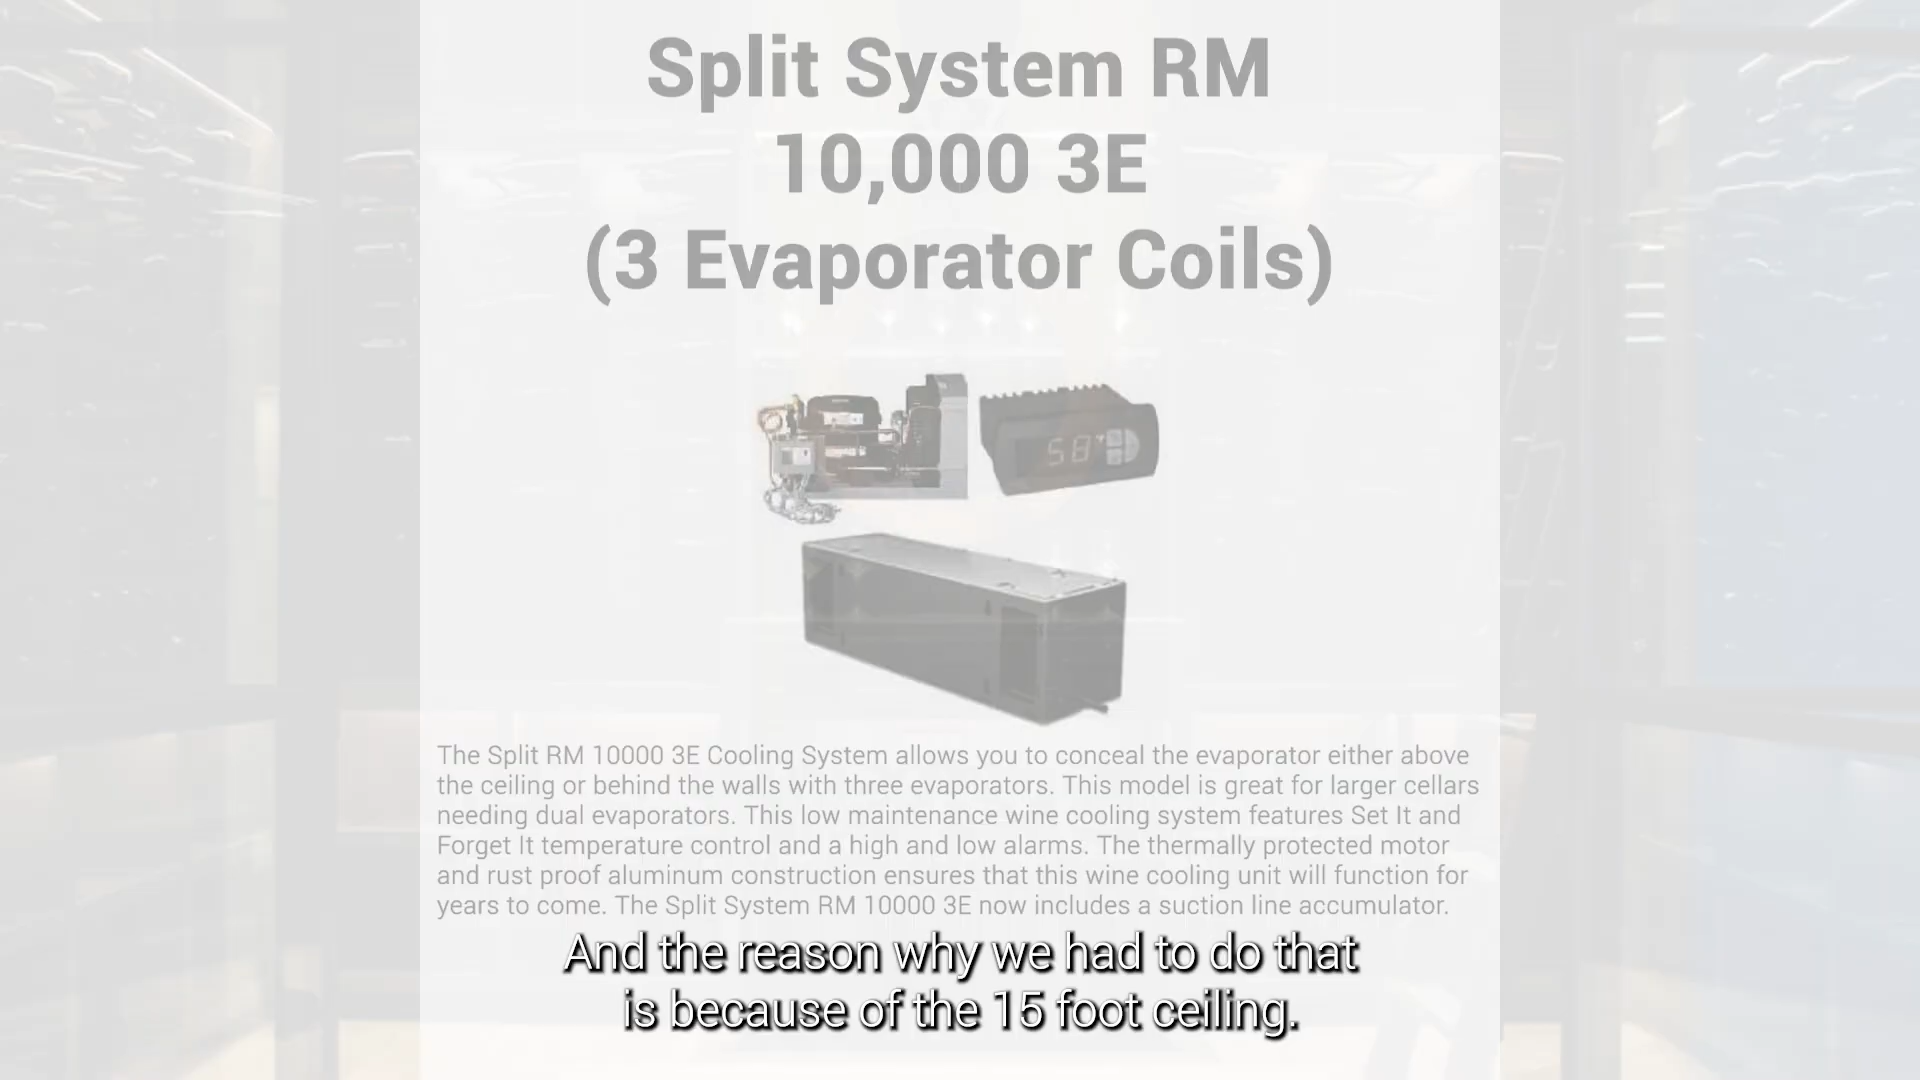 Split System RM
10,000 3E
(3 Evaporator Coils)
58°
The Split RM 10000 3E Cooling System allows you to conceal the evaporator either above
the ceiling or behind the walls with three evaporators. This model is great for larger cellars
needing dual evaporators. This low maintenance wine cooling system features Set It and
Forget It temperature control and a high and low alarms. The thermally protected motor
and rust proof aluminum construction ensures that this wine cooling unit will function for
years to come. The Split System RM 10000 3E now includes a suction line accumulator.
And the reason why we had to do that
is because of the 15 foot ceiling.